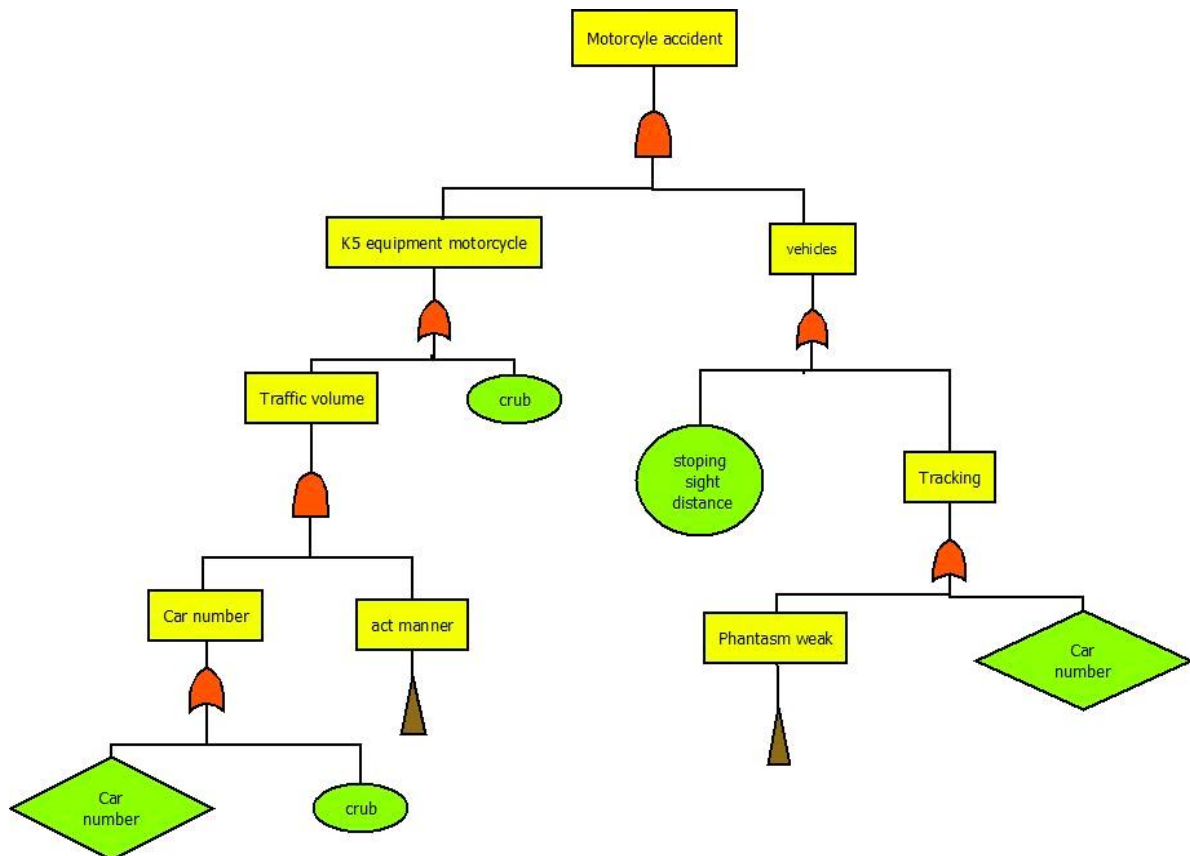 Motorcyle accident
K5 equipment motorcycle
vehicles
Traffic volume
crub
stoping
sight
distance
Tracking
Car number
act manner
Phantasm weak
Car
number
Car
number
crub